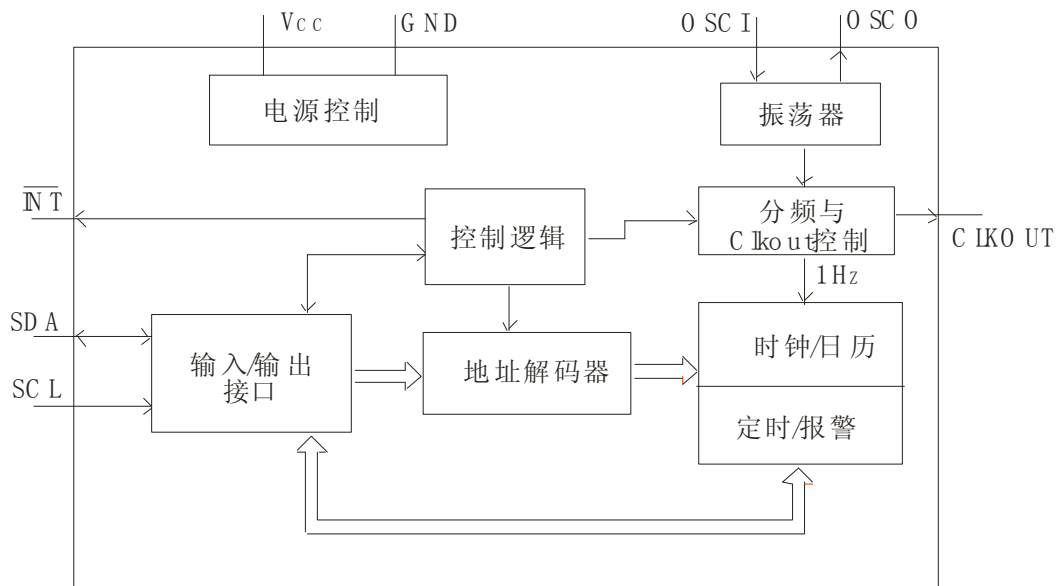 Vcc
GND
OSCI
OSCO
电源控制
振荡器
INT
控制逻辑
分频与
Clkout控制
CLKOUT
1Hz
SDA
SCL
输入/输出
接口
地址解码器
时钟/日历
定时/报警